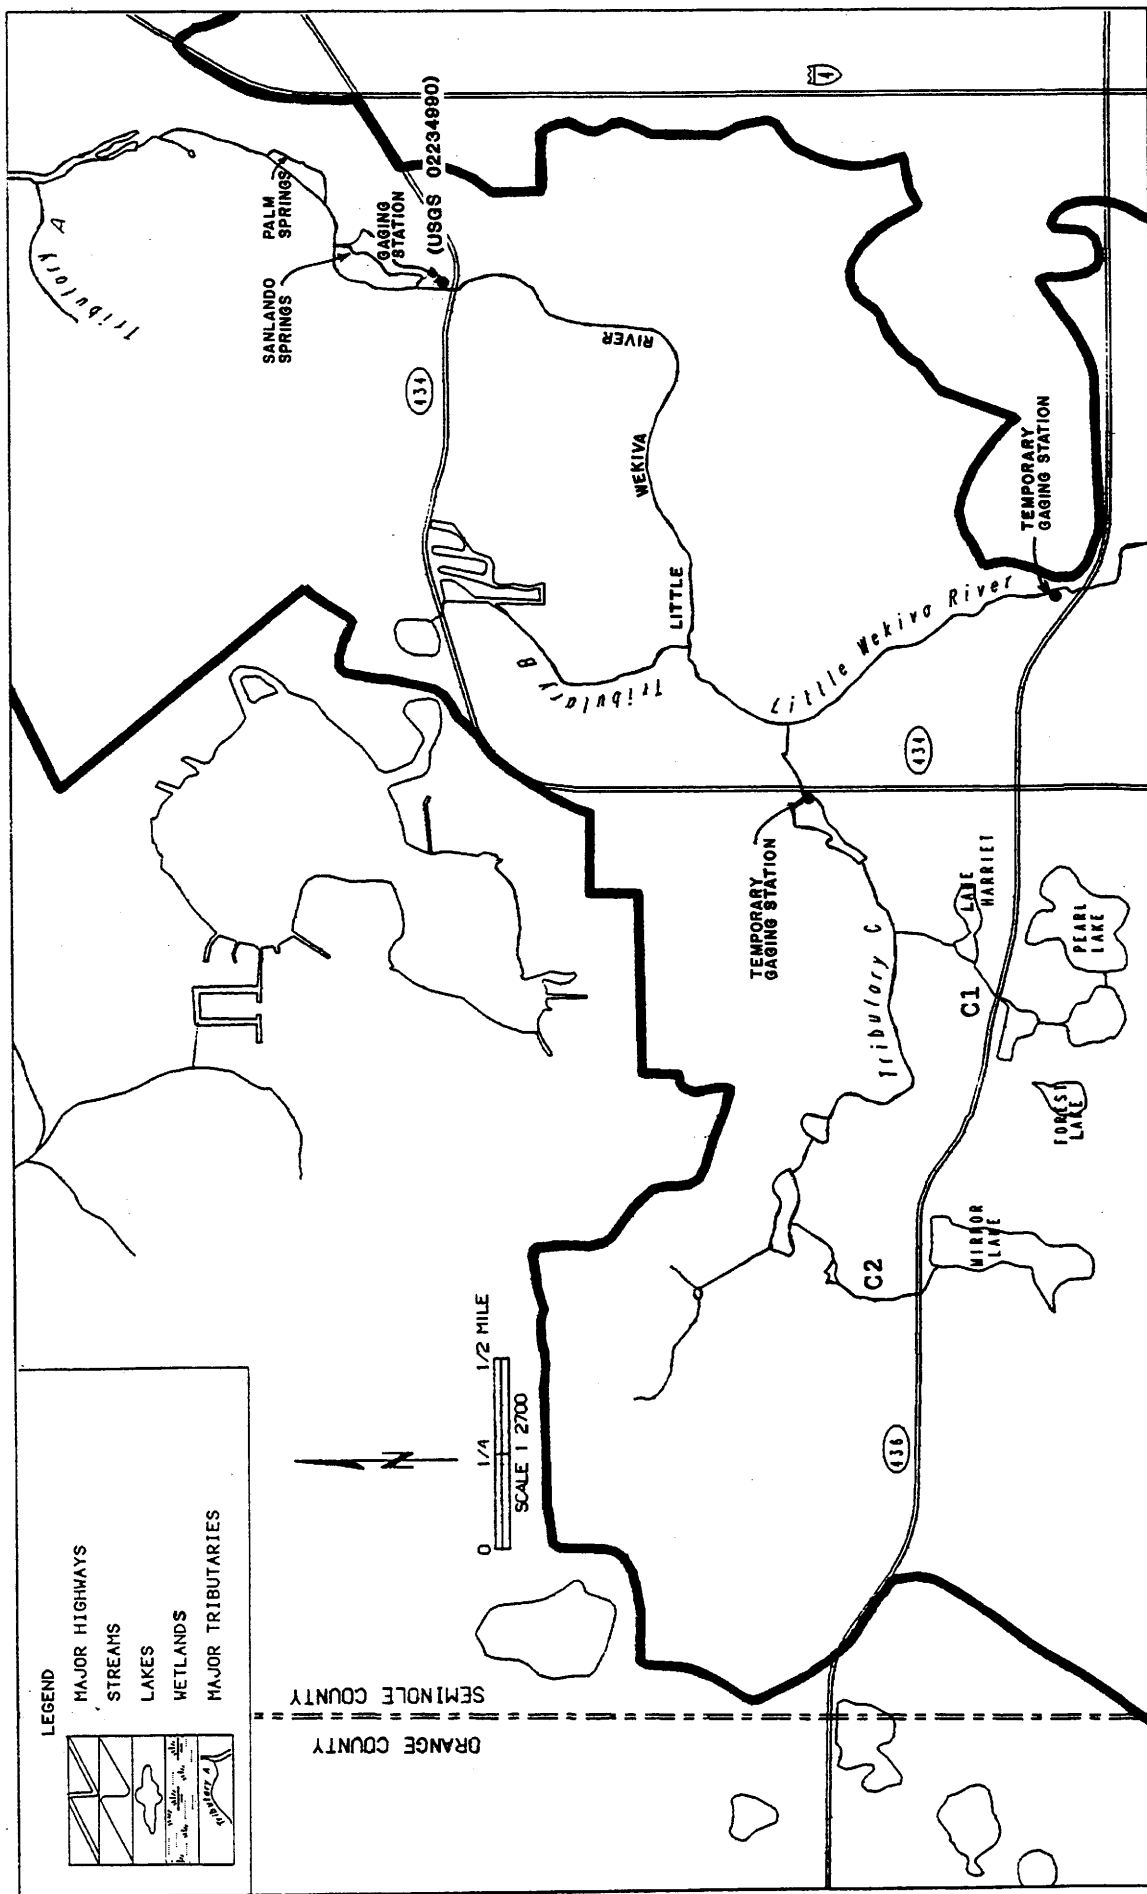 LEGEND
MAJOR HIGHWAYS
STREAMS
LAKES
WETLANDS
MAJOR TRIBUTARIES
Tributary A
ORANGE COUNTY
SEMINOLE COUNTY
N
0 1/4 1/2 MILE
SCALE 1 2700
Tributary A
PALM
SPRINGS
SANLANDO
SPRINGS
GAGING
STATION
(USGS 02234990)
434
4
LITTLE WEKIVA RIVER
Tributary B
Little Wekiva River
TEMPORARY
GAGING STATION
434
TEMPORARY
GAGING STATION
Tributary C
LAKE
HARRIET
PEARL
LAKE
C1
FOREST
LAKE
MIRROR
LAKE
C2
436